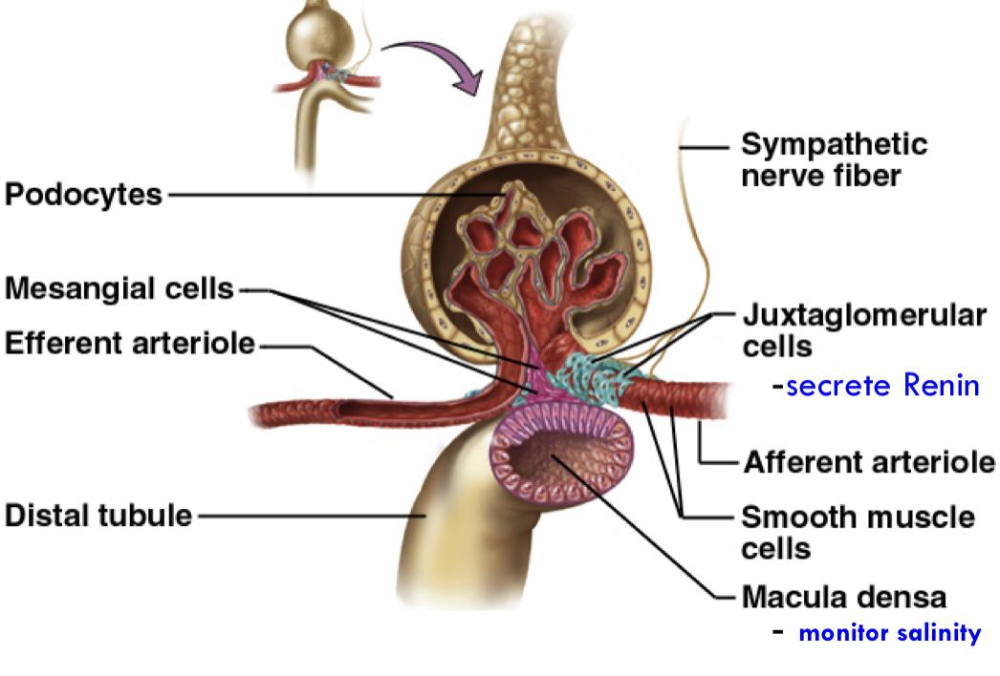 Podocytes
Mesangial cells
Efferent arteriole
Distal tubule
Sympathetic
nerve fiber
Juxtaglomerular
cells
-secrete Renin
Afferent arteriole
Smooth muscle
cells
Macula densa
- monitor salinity